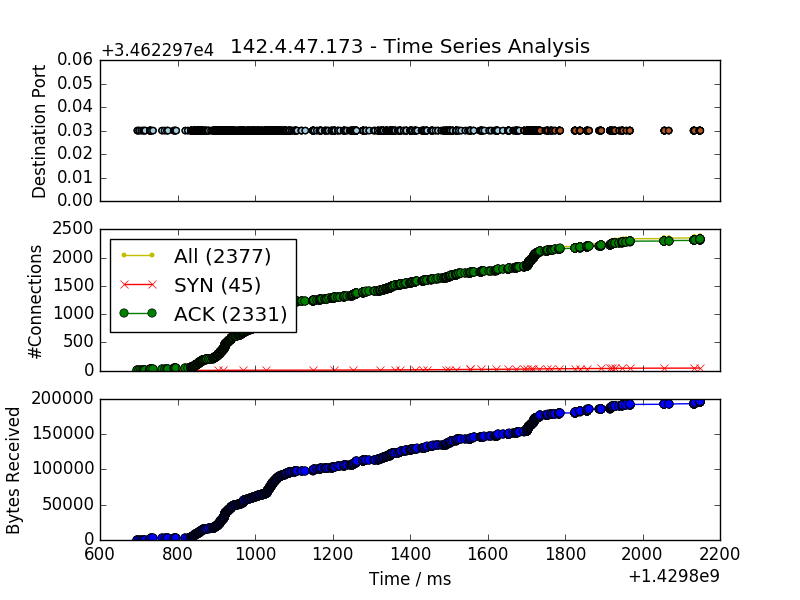 +3.462297e4 142.4.47.173 - Time Series Analysis
0.06
0.05
0.04
0.03
0.02
0.01
0.00
Destination Port
2500
2000
1500
1000
500
0
#Connections
All (2377)
SYN (45)
ACK (2331)
200000
150000
100000
50000
0
Bytes Received
600 800 1000 1200 1400 1600 1800 2000 2200
Time / ms
+1.4298e9